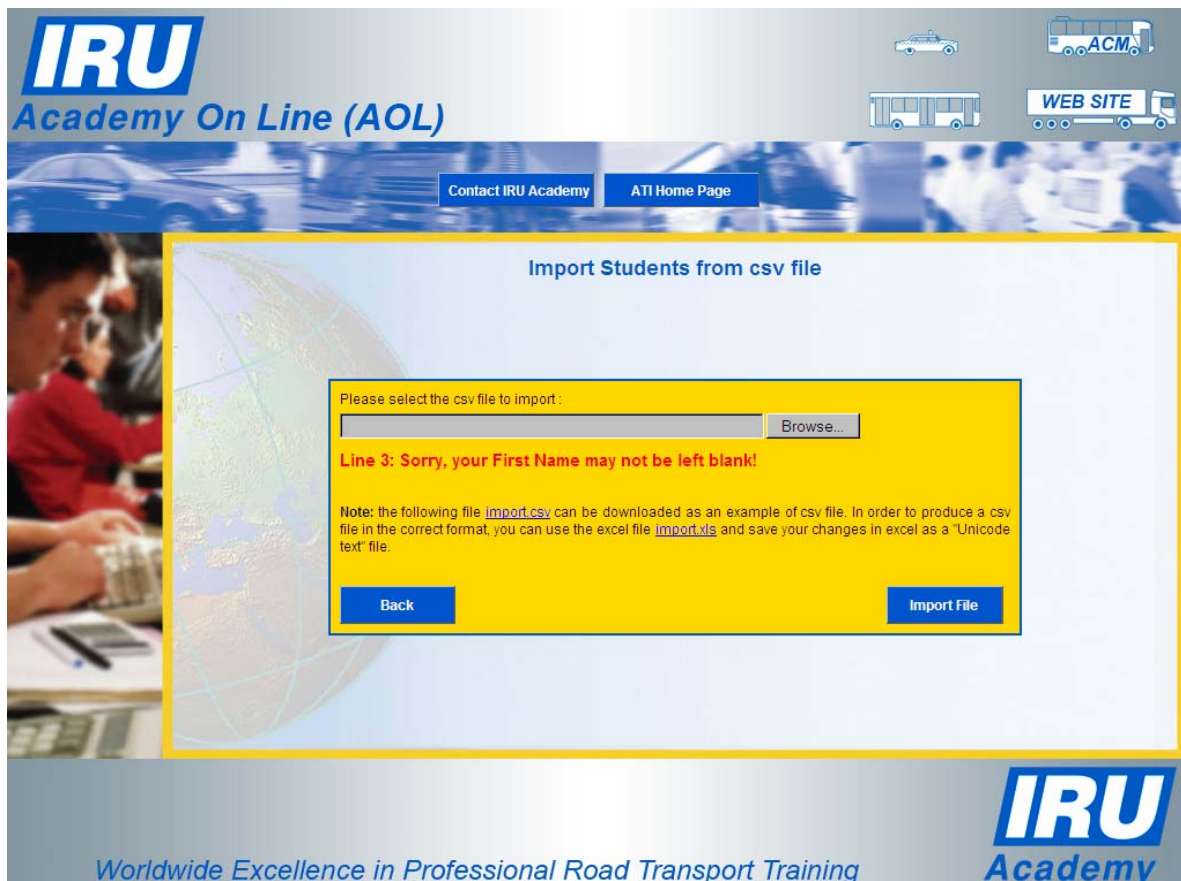 IRU
ACM
Academy On Line (AOL)
WEB SITE
Contact IRU Academy
ATI Home Page
Import Students from csv file
Please select the csv file to import :
Browse...
Line 3: Sorry, your First Name may not be left blank!
Note: the following file import.csv can be downloaded as an example of csv file. In order to produce a csv
file in the correct format, you can use the excel file import.xls and save your changes in excel as a "Unicode
text" file.
Back
Import File
IRU
Academy
Worldwide Excellence in Professional Road Transport Training